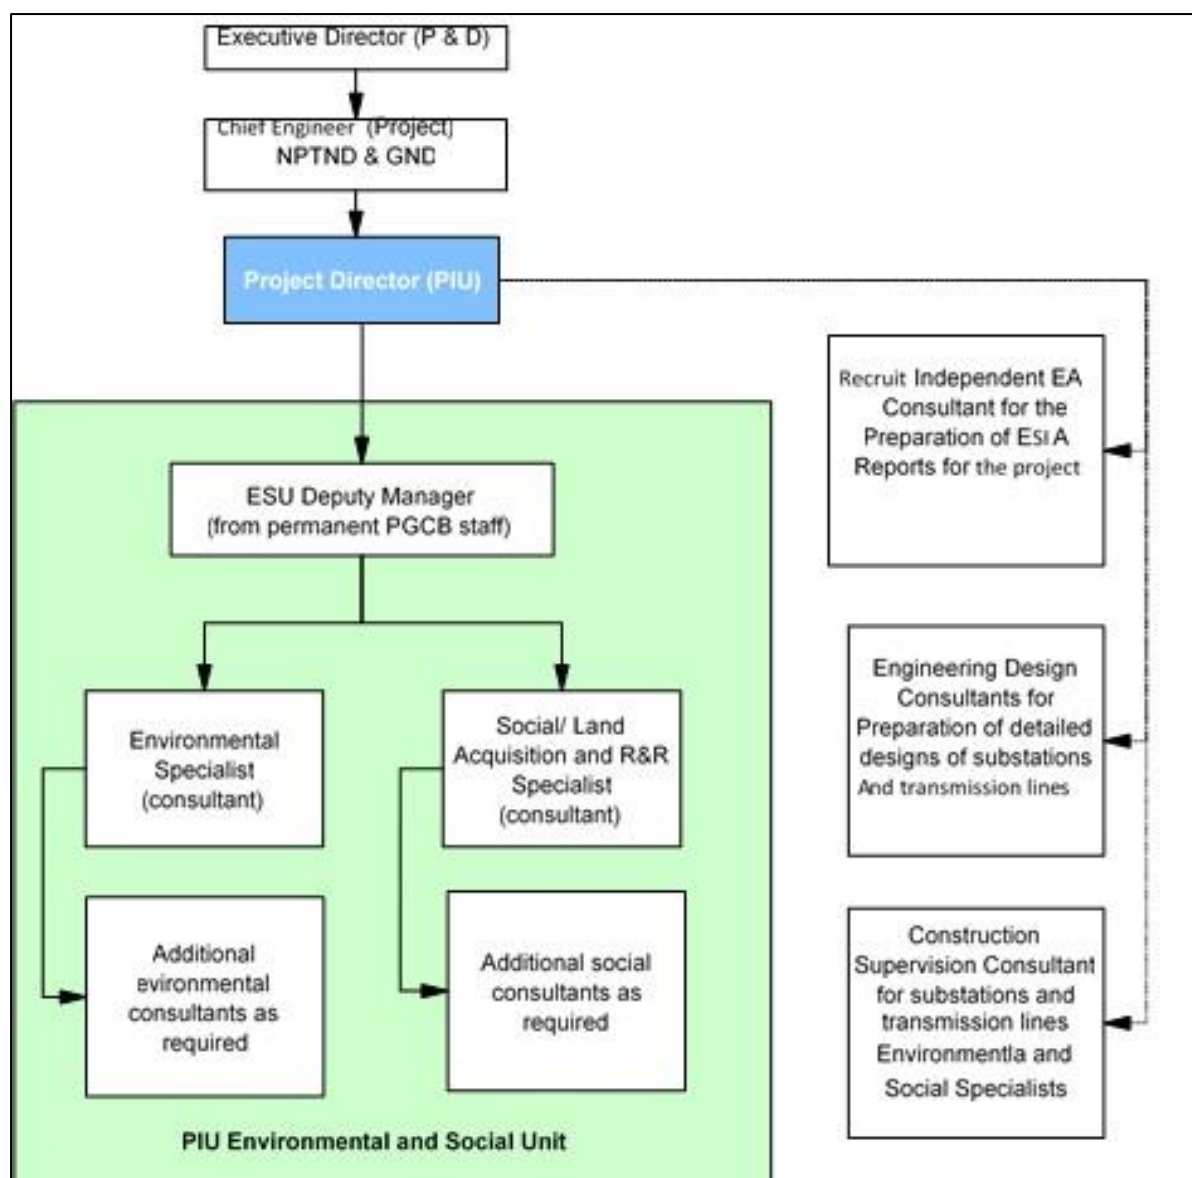 Executive Director (P & D)
Chief Engineer (Project)
NPTND & GND
Project Director (PIU)
Recruit Independent EA
Consultant for the
Preparation of ESI A
Reports for the project
ESU Deputy Manager
(from permanent PGCB staff)
Engineering Design
Consultants for
Preparation of detailed
designs of substations
And transmission lines
Environmental
Specialist
(consultant)
Social/ Land
Acquisition and R&R
Specialist
(consultant)
Additional
evironmental
consultants as
required
Additional social
consultants as
required
Construction
Supervision Consultant
for substations and
transmission lines
Environmentla and
Social Specialists
PIU Environmental and Social Unit